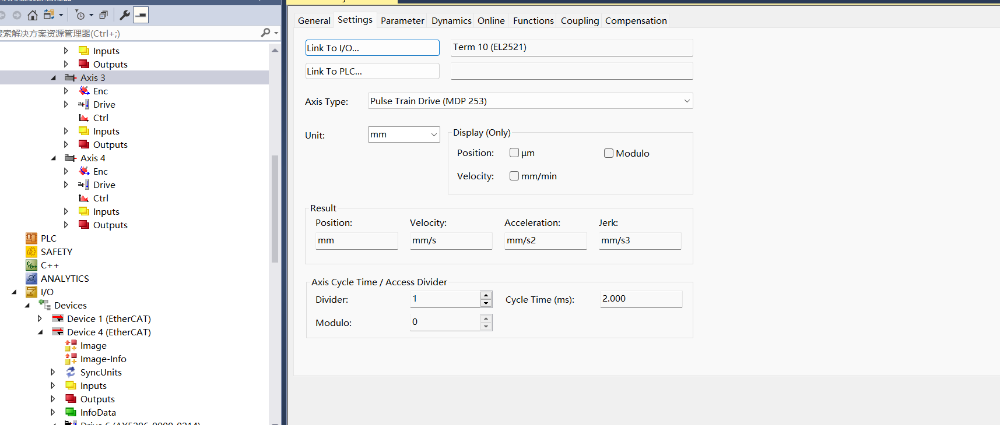 搜索解决方案资源管理器(Ctrl+;)
Inputs
Outputs
Axis 3
Enc
Drive
Ctrl
Inputs
Outputs
Axis 4
Enc
Drive
Ctrl
Inputs
Outputs
PLC
SAFETY
C++
ANALYTICS
I/O
Devices
Device 1 (EtherCAT)
Device 4 (EtherCAT)
Image
Image-Info
SyncUnits
Inputs
Outputs
InfoData
Drive 6 (AX5206-0000-0214)
General Settings Parameter Dynamics Online Functions Coupling Compensation
Link To I/O... Term 10 (EL2521)
Link To PLC...
Axis Type: Pulse Train Drive (MDP 253)
Unit: mm
Display (Only)
Position: µm Modulo
Velocity: mm/min
Result
Position: Velocity: Acceleration: Jerk:
mm mm/s mm/s2 mm/s3
Axis Cycle Time / Access Divider
Divider: 1 Cycle Time (ms): 2.000
Modulo: 0